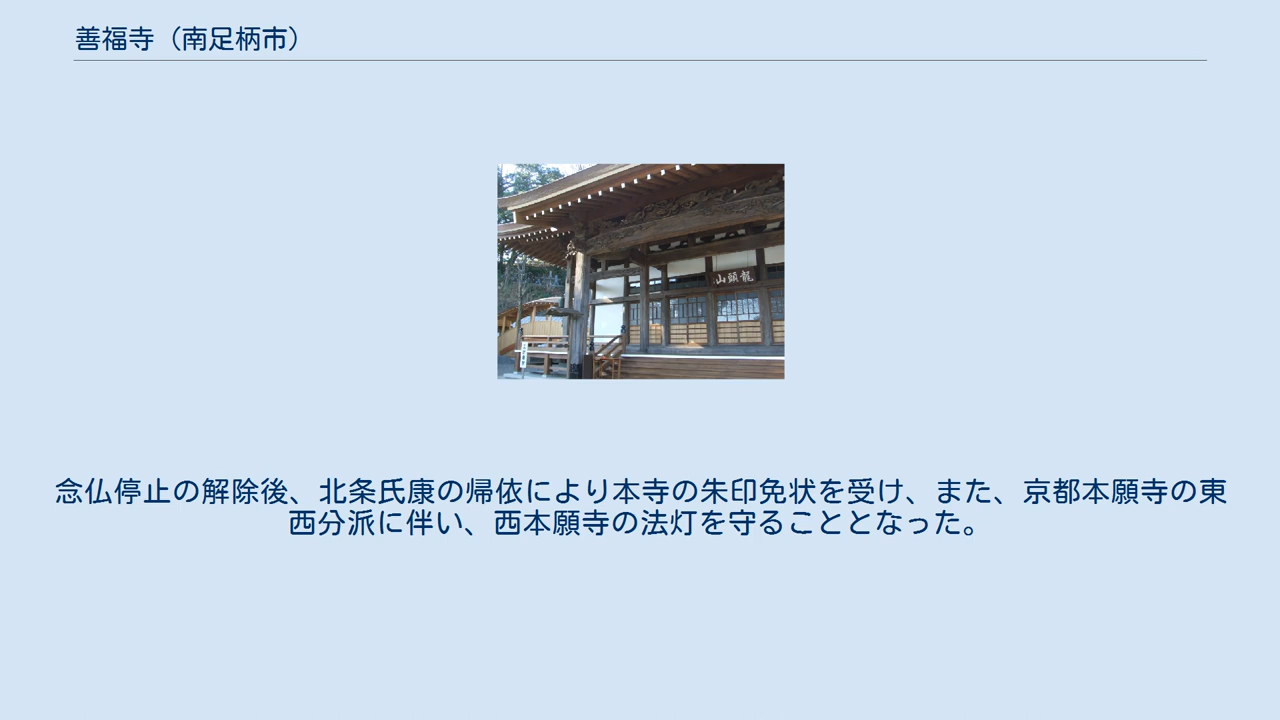 善福寺（南足柄市）
山頭龍
念仏停止の解除後、北条氏康の帰依により本寺の朱印免状を受け、また、京都本願寺の東
西分派に伴い、西本願寺の法灯を守ることとなった。